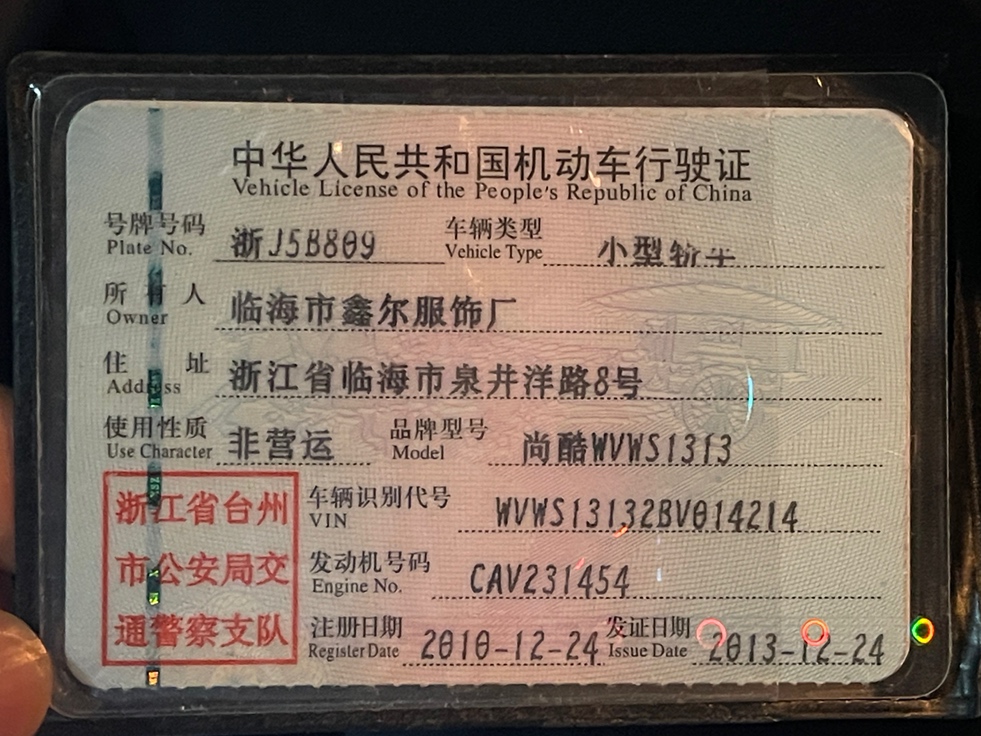 中华人民共和国机动车行驶证
Vehicle License of the People's Republic of China
号牌号码 浙J5B809 车辆类型 小型轿车
Plate No. Vehicle Type
所有人 临海市鑫尔服饰厂
Owner
住址 浙江省临海市泉井洋路8号
Address
使用性质 非营运 品牌型号 尚酷WVWS1313
Use Character Model
浙江省台州
市公安局交
通警察支队
车辆识别代号 WVWS13132BV014214
VIN
发动机号码 CAV231454
Engine No.
注册日期 2010-12-24 发证日期 2013-12-24
Register Date Issue Date